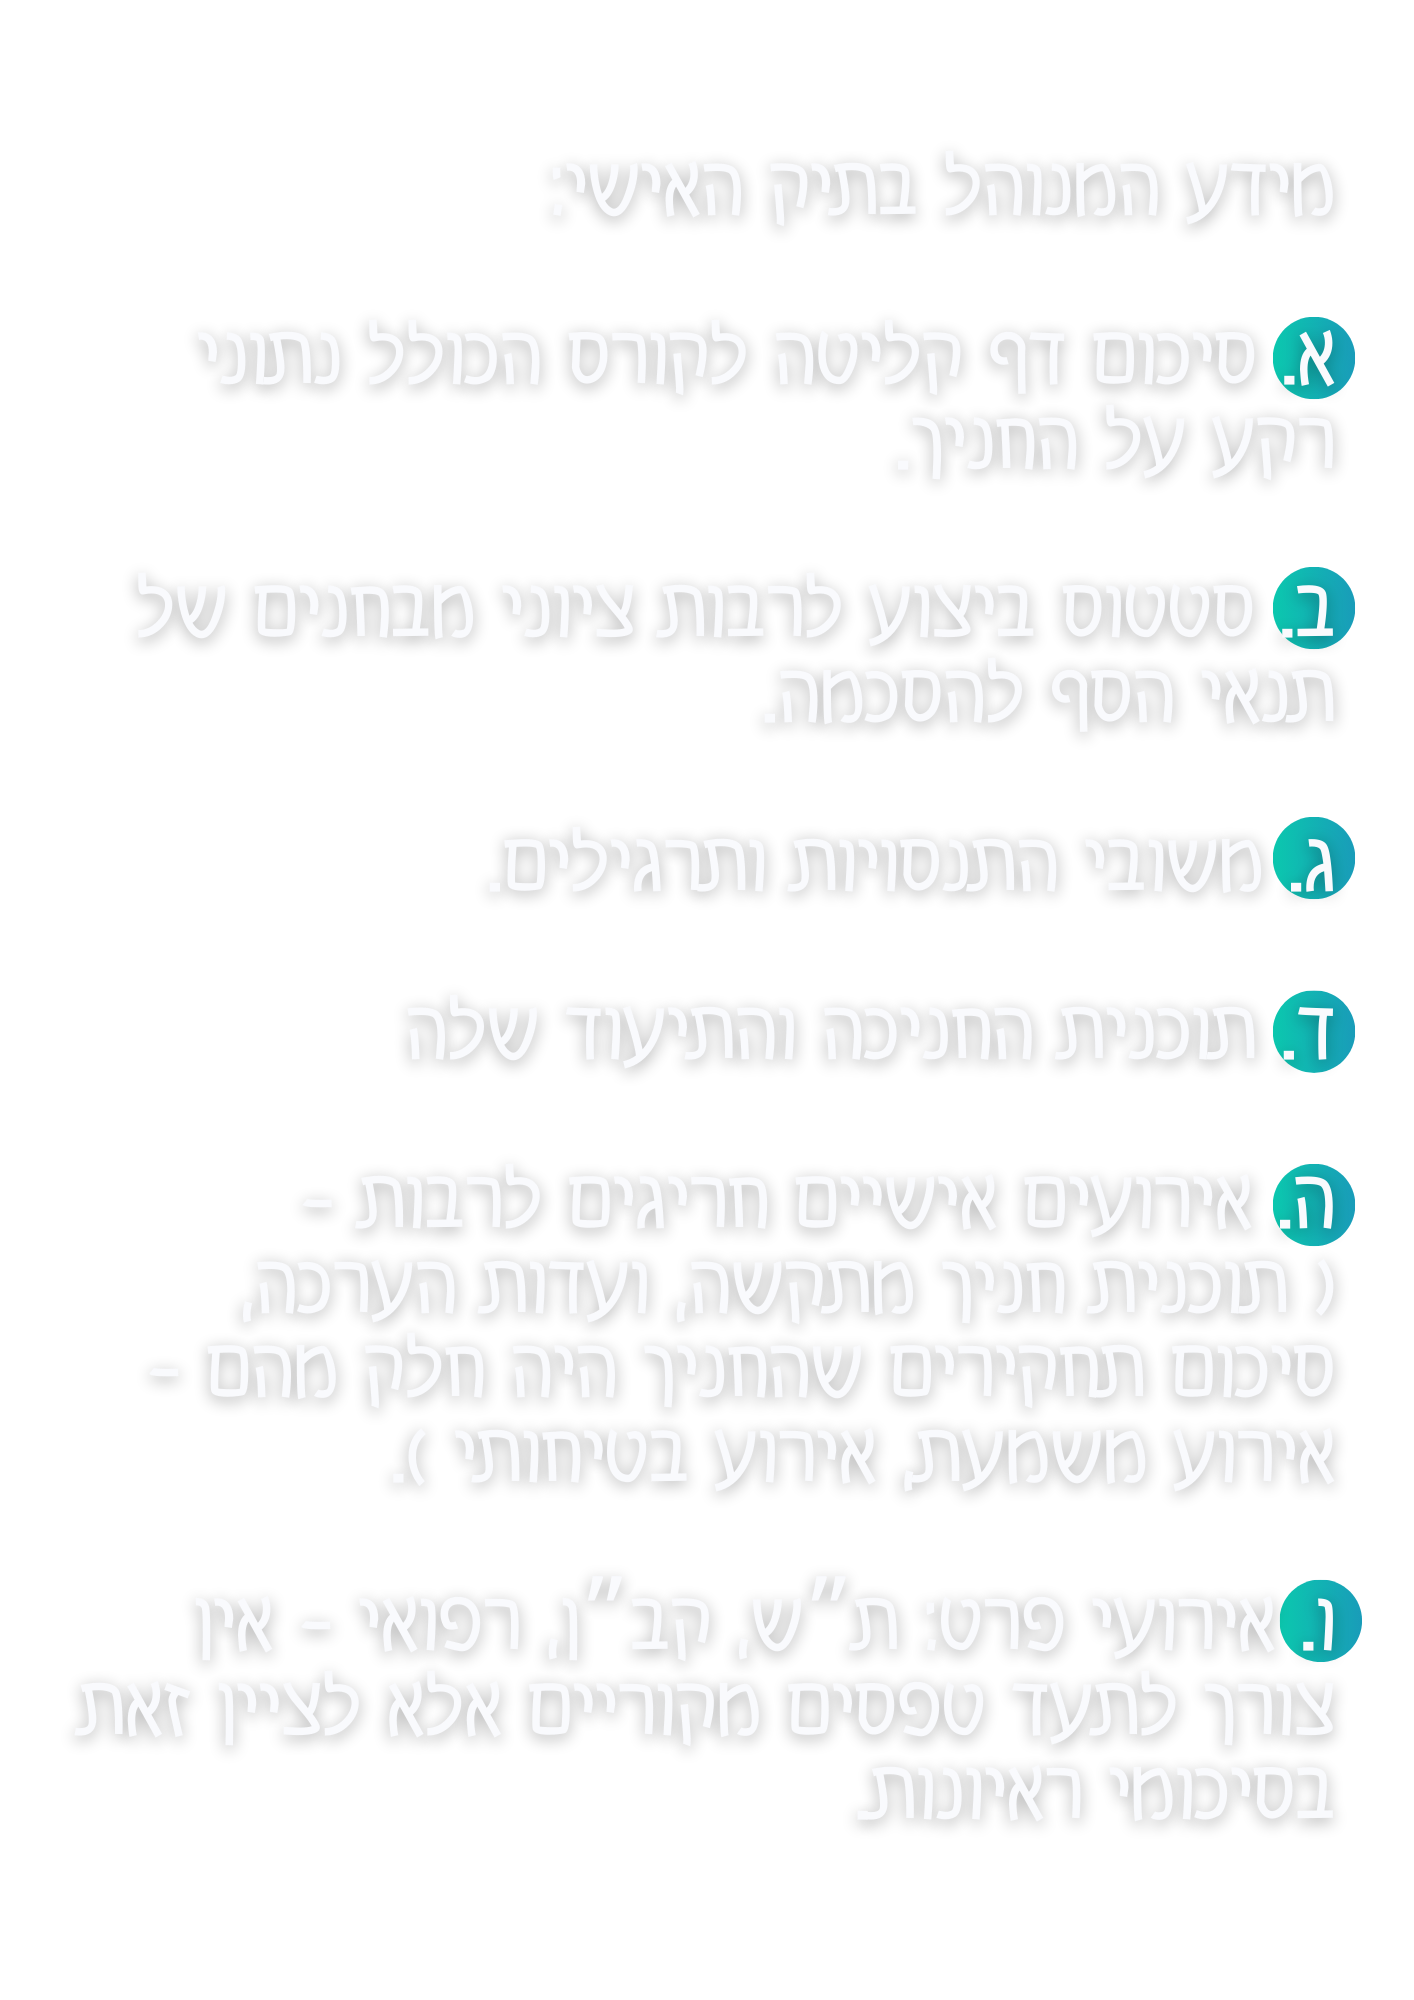 מידע המנוהל בתיק האישי:
א. סיכום דף קליטה לקורס הכולל נתוני
רקע על החניך.
ב. סטטוס ביצוע לרבות ציוני מבחנים של
תנאי הסף להסכמה.
ג. משובי התנסויות ותרגילים.
ד. תוכנית החניכה והתיעוד שלה
ה. אירועים אישיים חריגים לרבות -
( תוכנית חניך מתקשה, ועדות הערכה,
סיכום תחקירים שהחניך היה חלק מהם -
אירוע משמעת, אירוע בטיחותי ).
ו. אירועי פרט: ת״ש, קב״ן, רפואי - אין
צורך לתעד טפסים מקוריים אלא לציין זאת
בסיכומי ראיונות.